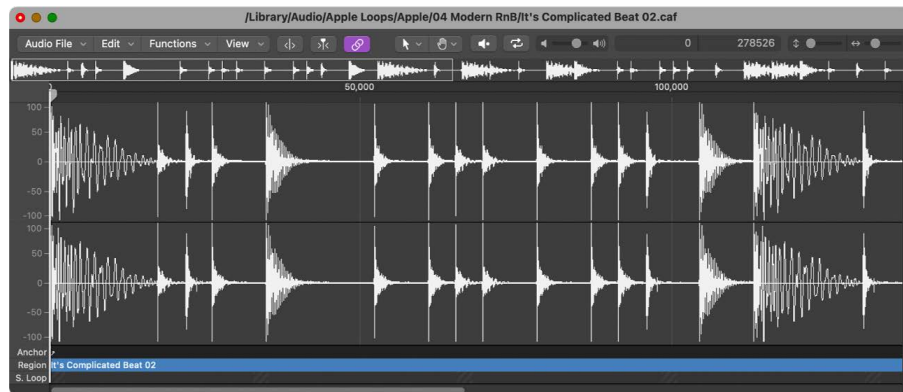 /Library/Audio/Apple Loops/Apple/04 Modern RnB/It's Complicated Beat 02.caf
Audio File Edit Functions View 0 278526
50,000 100,000
100
50
0
-50
-100
100
50
0
-50
-100
Anchor
Region It's Complicated Beat 02
S. Loop